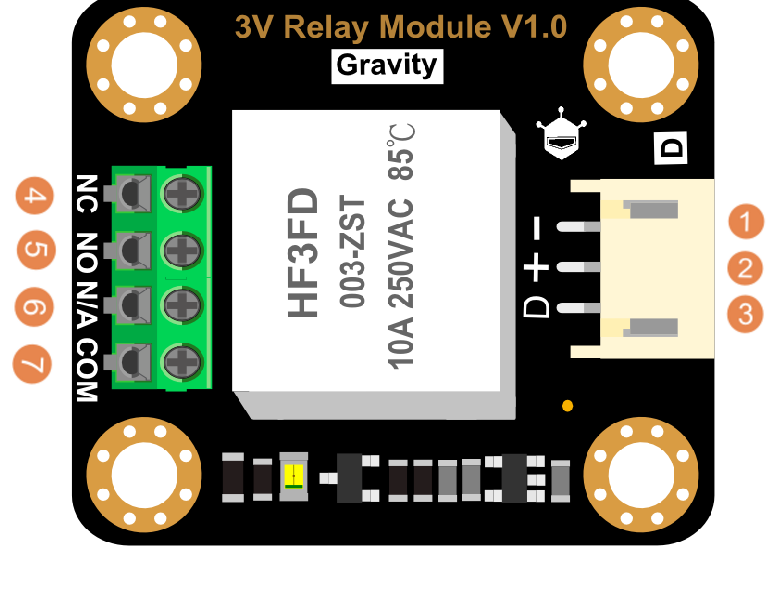 3V Relay Module V1.0
Gravity
D
4 NC
5 NO
6 N/A
7 COM
HF3FD
003-ZST
10A 250VAC 85℃
− 1
+ 2
D 3